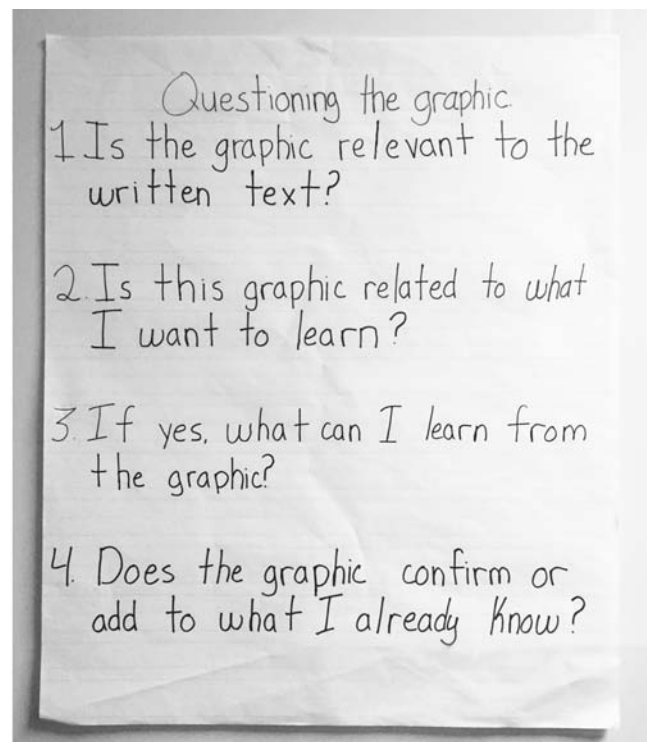 Questioning the graphic.
1. Is the graphic relevant to the
written text?
2. Is this graphic related to what
I want to learn?
3. If yes, what can I learn from
the graphic?
4. Does the graphic confirm or
add to what I already know?